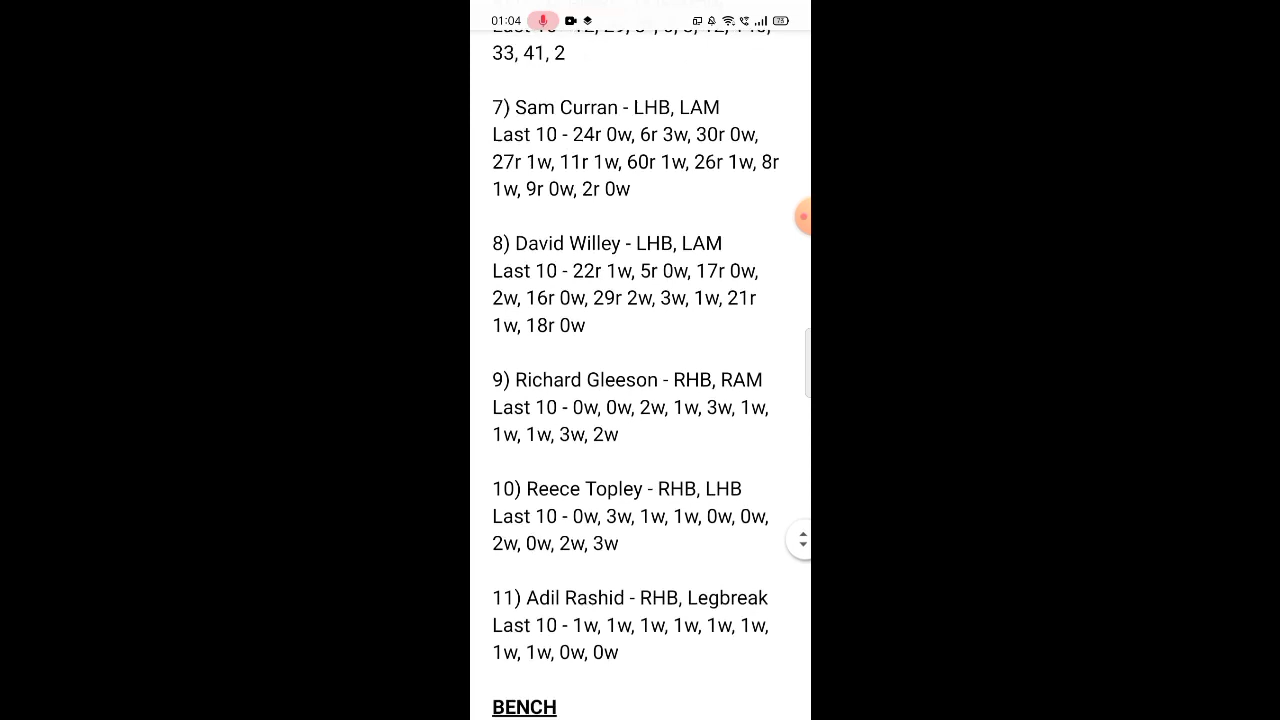 01:04
33, 41, 2
7) Sam Curran - LHB, LAM
Last 10 - 24r 0w, 6r 3w, 30r 0w,
27r 1w, 11r 1w, 60r 1w, 26r 1w, 8r
1w, 9r 0w, 2r 0w
8) David Willey - LHB, LAM
Last 10 - 22r 1w, 5r 0w, 17r 0w,
2w, 16r 0w, 29r 2w, 3w, 1w, 21r
1w, 18r 0w
9) Richard Gleeson - RHB, RAM
Last 10 - 0w, 0w, 2w, 1w, 3w, 1w,
1w, 1w, 3w, 2w
10) Reece Topley - RHB, LHB
Last 10 - 0w, 3w, 1w, 1w, 0w, 0w,
2w, 0w, 2w, 3w
11) Adil Rashid - RHB, Legbreak
Last 10 - 1w, 1w, 1w, 1w, 1w, 1w,
1w, 1w, 0w, 0w
BENCH